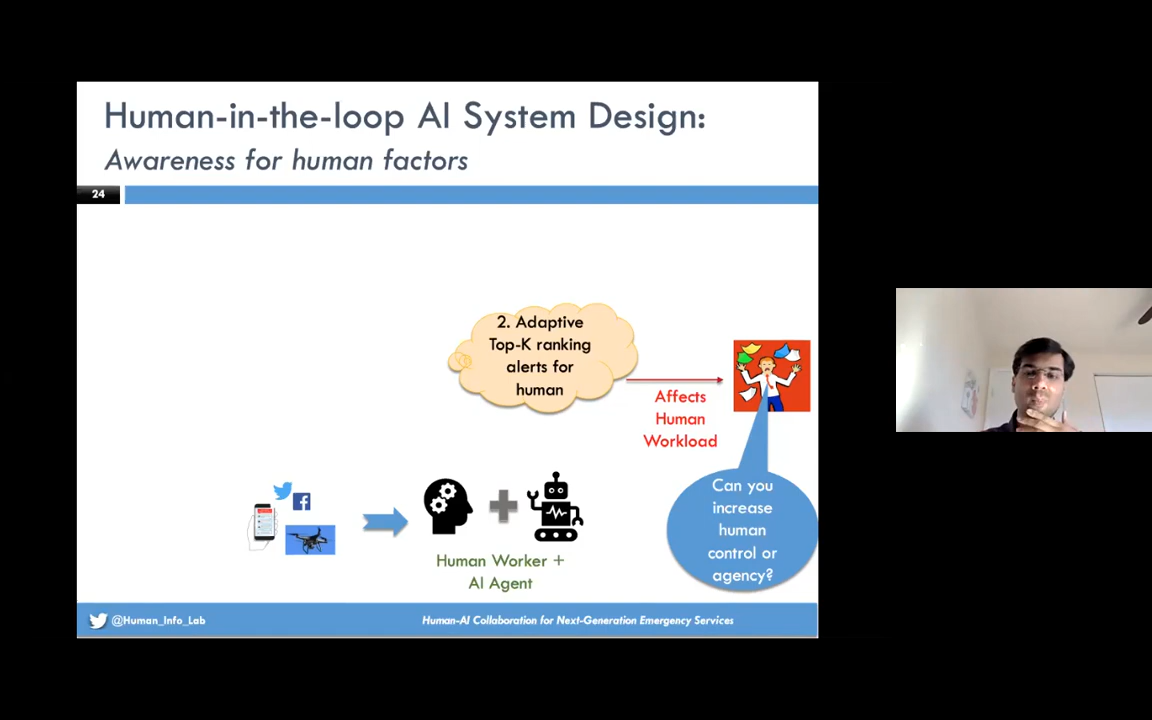 Human-in-the-loop AI System Design:
Awareness for human factors
24
2. Adaptive
Top-K ranking
alerts for
human
Affects
Human
Workload
Can you
increase
human
control or
agency?
Human Worker +
AI Agent
@Human_Info_Lab
Human-AI Collaboration for Next-Generation Emergency Services